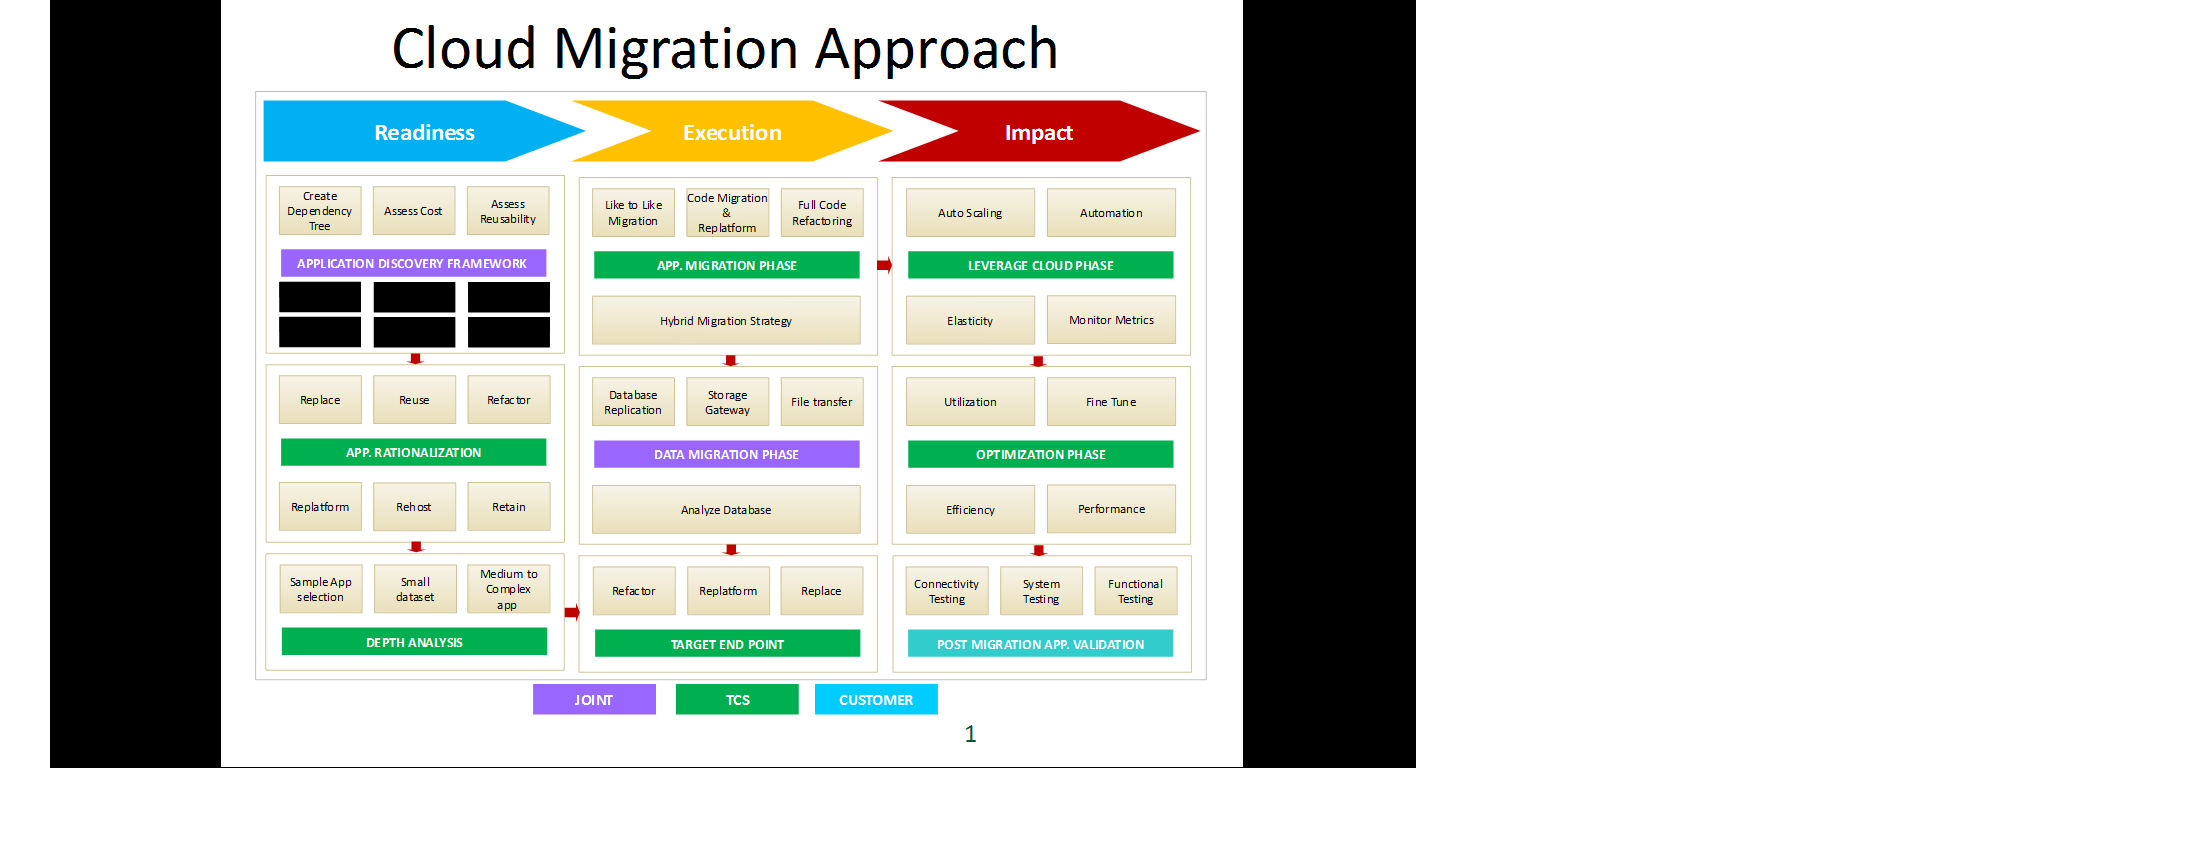 Cloud Migration Approach
Readiness
Execution
Impact
Create
Dependency
Tree
Assess Cost
Assess
Reusability
APPLICATION DISCOVERY FRAMEWORK
Replace
Reuse
Refactor
APP. RATIONALIZATION
Replatform
Rehost
Retain
Sample App
selection
Small
dataset
Medium to
Complex
app
DEPTH ANALYSIS
Like to Like
Migration
Code Migration
&
Replatform
Full Code
Refactoring
APP. MIGRATION PHASE
Hybrid Migration Strategy
Database
Replication
Storage
Gateway
File transfer
DATA MIGRATION PHASE
Analyze Database
Refactor
Replatform
Replace
TARGET END POINT
Auto Scaling
Automation
LEVERAGE CLOUD PHASE
Elasticity
Monitor Metrics
Utilization
Fine Tune
OPTIMIZATION PHASE
Efficiency
Performance
Connectivity
Testing
System
Testing
Functional
Testing
POST MIGRATION APP. VALIDATION
JOINT
TCS
CUSTOMER
1